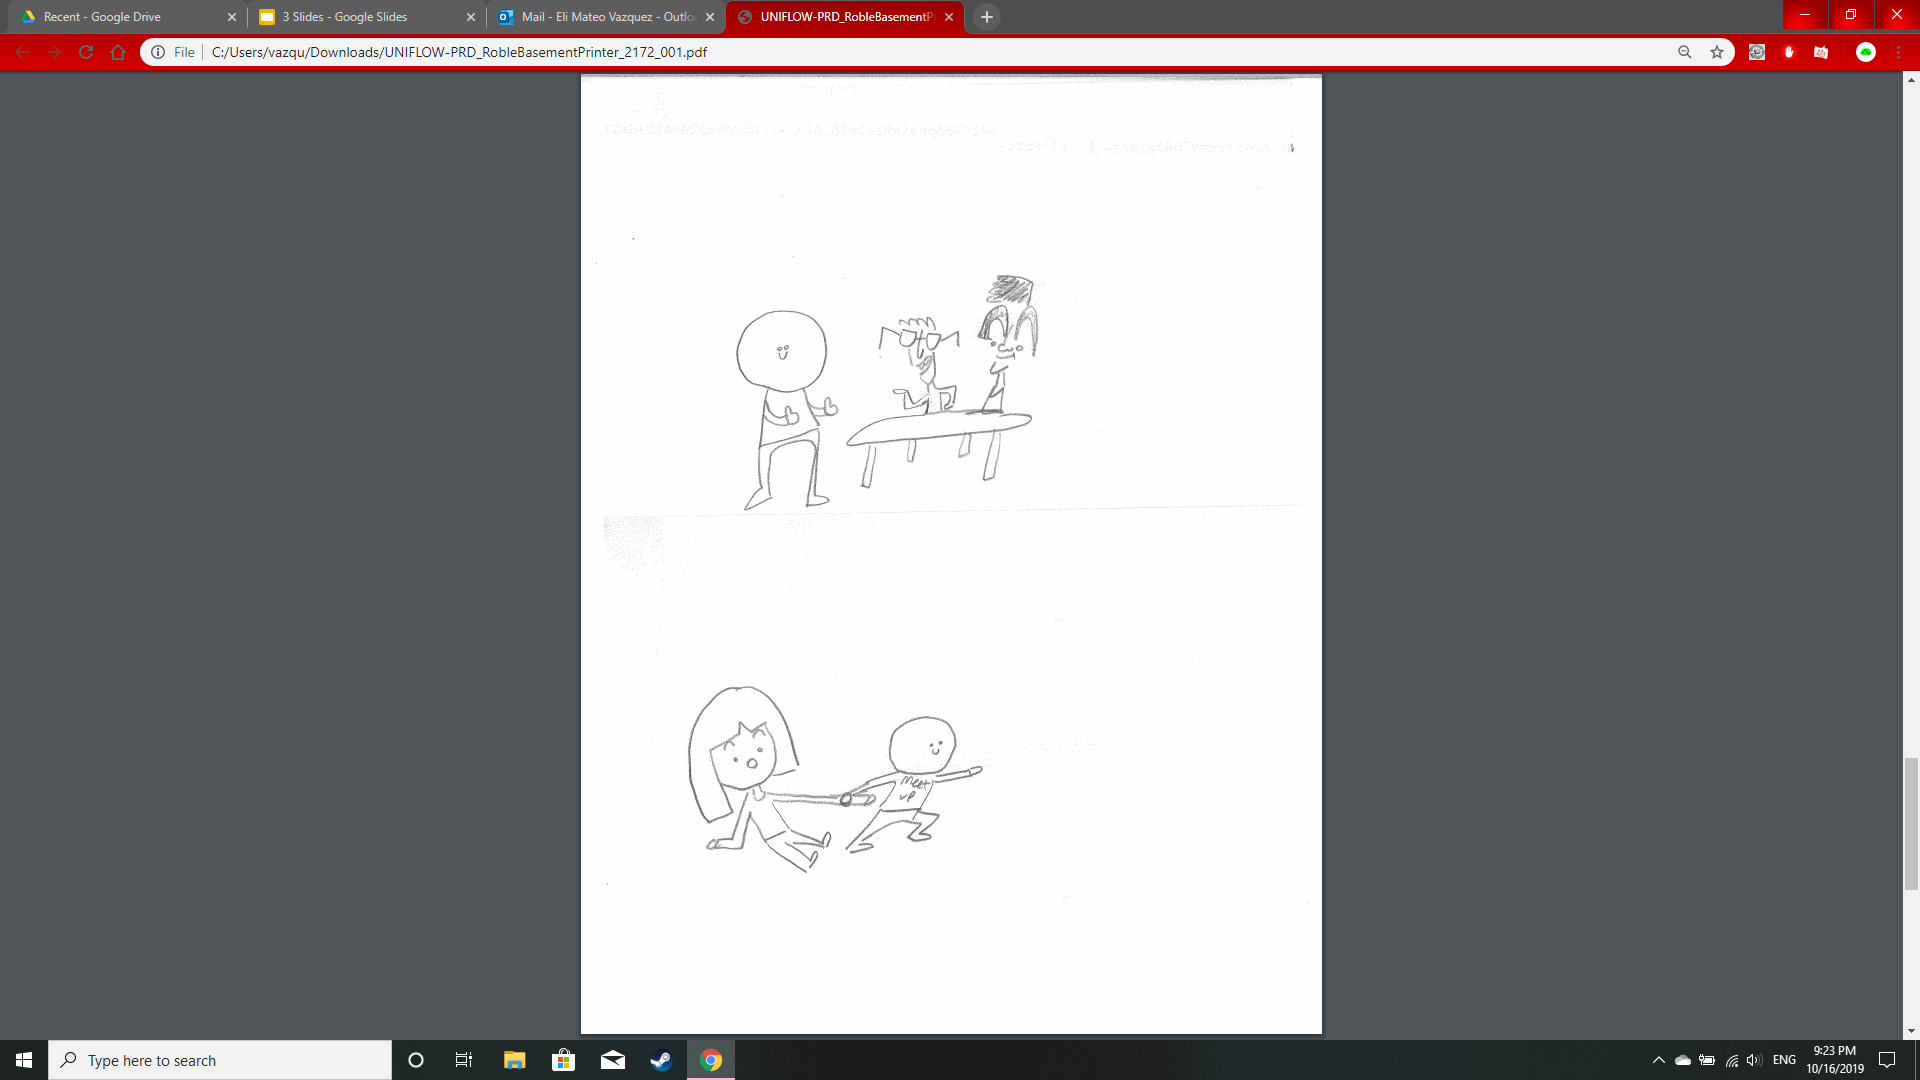 Recent - Google Drive
3 Slides - Google Slides
Mail - Eli Mateo Vazquez - Outlo
UNIFLOW-PRD_RobleBasementP
File
C:/Users/vazqu/Downloads/UNIFLOW-PRD_RobleBasementPrinter_2172_001.pdf
Meet
UP
Type here to search
ENG
9:23 PM
10/16/2019